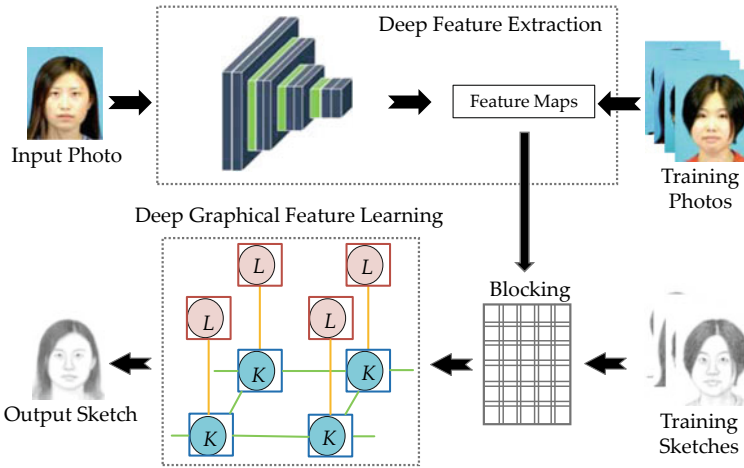 Deep Feature Extraction
Input Photo
Feature Maps
Training
Photos
Deep Graphical Feature Learning
L
L
L
L
K
K
K
K
Blocking
Output Sketch
Training
Sketches